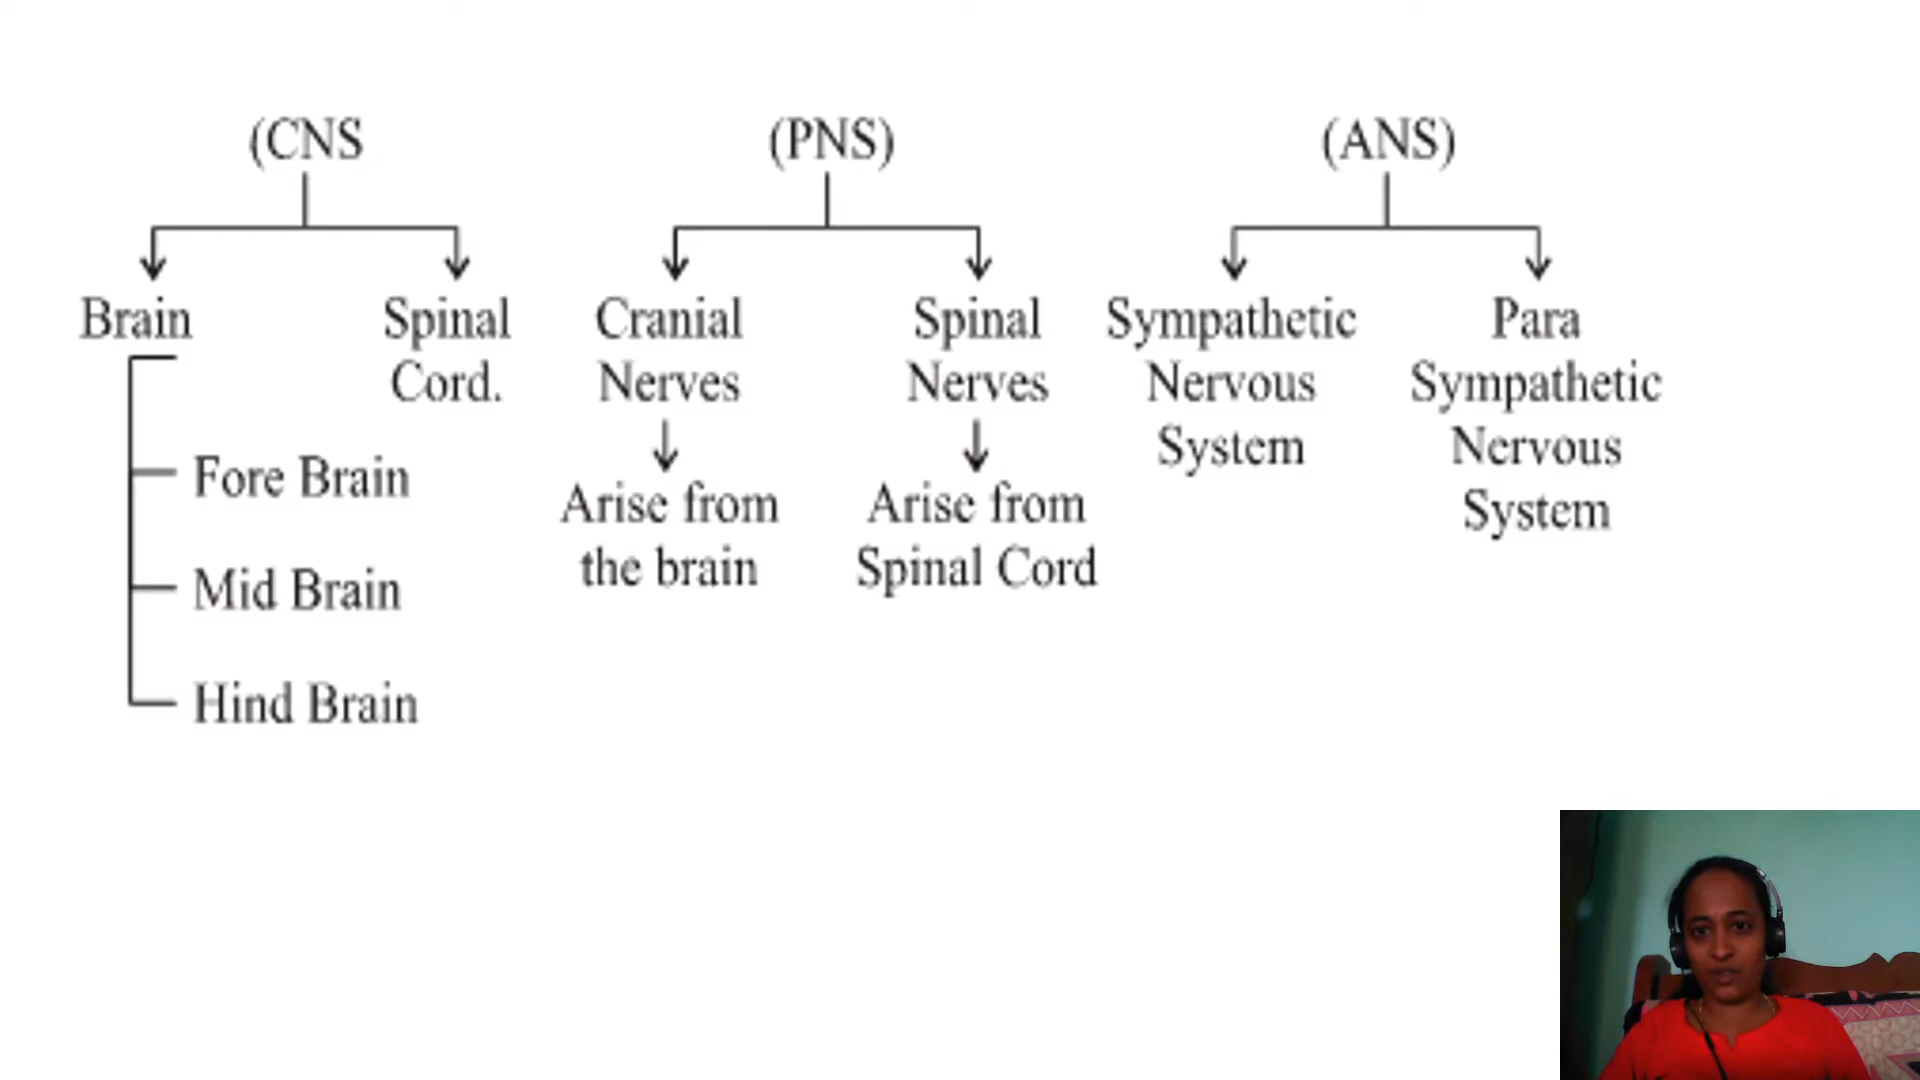 (CNS
Brain
Spinal
Cord.
Fore Brain
Mid Brain
Hind Brain
(PNS)
Cranial
Nerves
Arise from
the brain
Spinal
Nerves
Arise from
Spinal Cord
(ANS)
Sympathetic
Nervous
System
Para
Sympathetic
Nervous
System